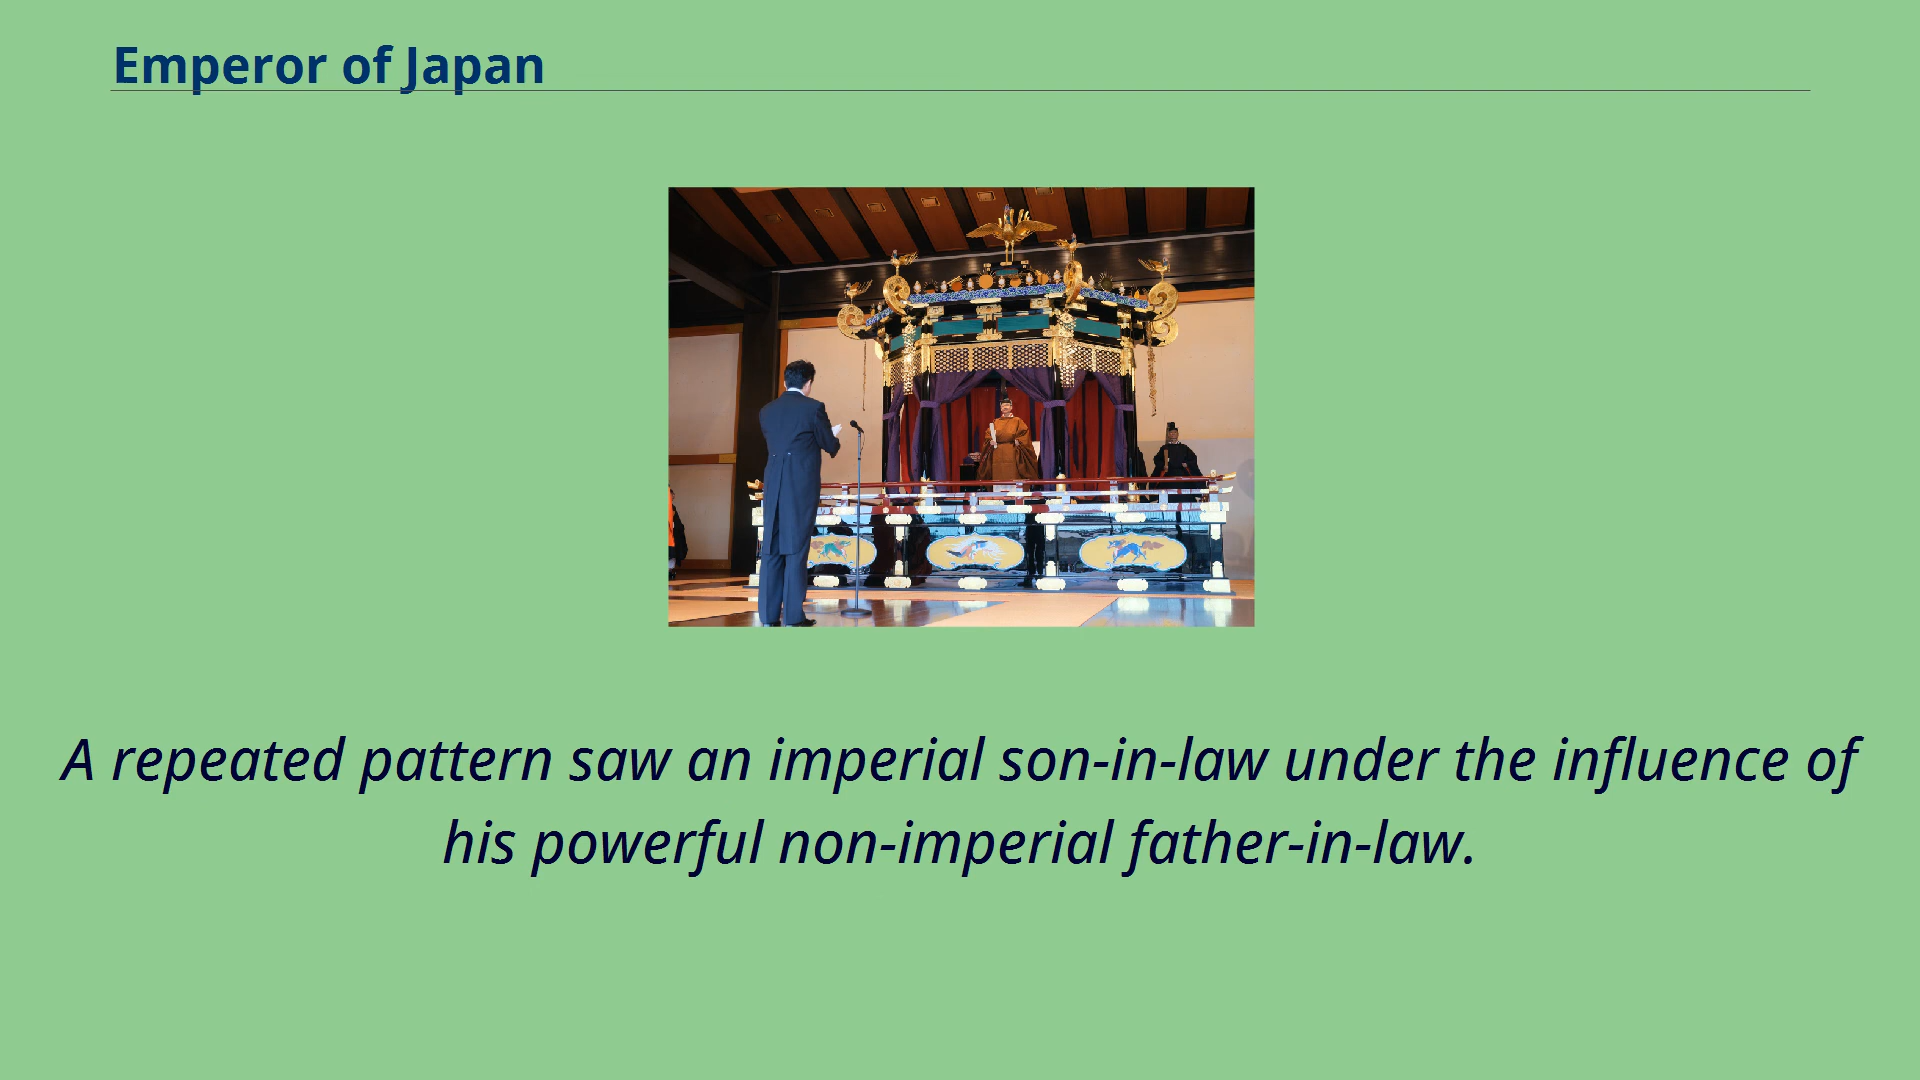 Emperor of Japan
A repeated pattern saw an imperial son-in-law under the influence of
his powerful non-imperial father-in-law.